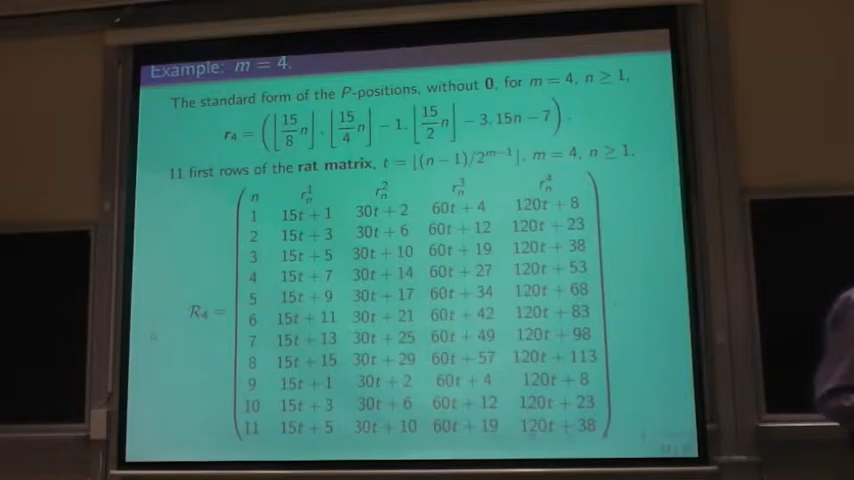 Example: m = 4.
The standard form of the P-positions, without 0, for m = 4, n ≥ 1,
r₄ = (⌊15/8 n⌋, ⌊15/4 n⌋ − 1, ⌊15/2 n⌋ − 3, 15n − 7).
11 first rows of the rat matrix, t = ⌊(n − 1)/2^{m−1}⌋, m = 4, n ≥ 1,
n r¹ₙ r²ₙ r³ₙ r⁴ₙ
1 15t + 1 30t + 2 60t + 4 120t + 8
2 15t + 3 30t + 6 60t + 12 120t + 23
3 15t + 5 30t + 10 60t + 19 120t + 38
4 15t + 7 30t + 14 60t + 27 120t + 53
5 15t + 9 30t + 17 60t + 34 120t + 68
R₄ = 6 15t + 11 30t + 21 60t + 42 120t + 83
7 15t + 13 30t + 25 60t + 49 120t + 98
8 15t + 15 30t + 29 60t + 57 120t + 113
9 15t + 1 30t + 2 60t + 4 120t + 8
10 15t + 3 30t + 6 60t + 12 120t + 23
11 15t + 5 30t + 10 60t + 19 120t + 38